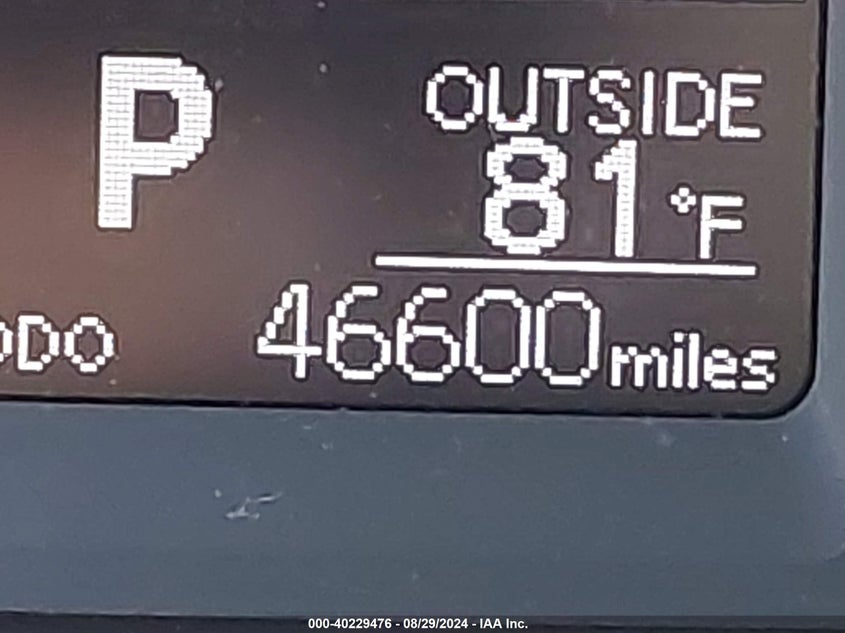 P
OUTSIDE
81°F
ODO 46600 miles
000-40229476 - 08/29/2024 - IAA Inc.